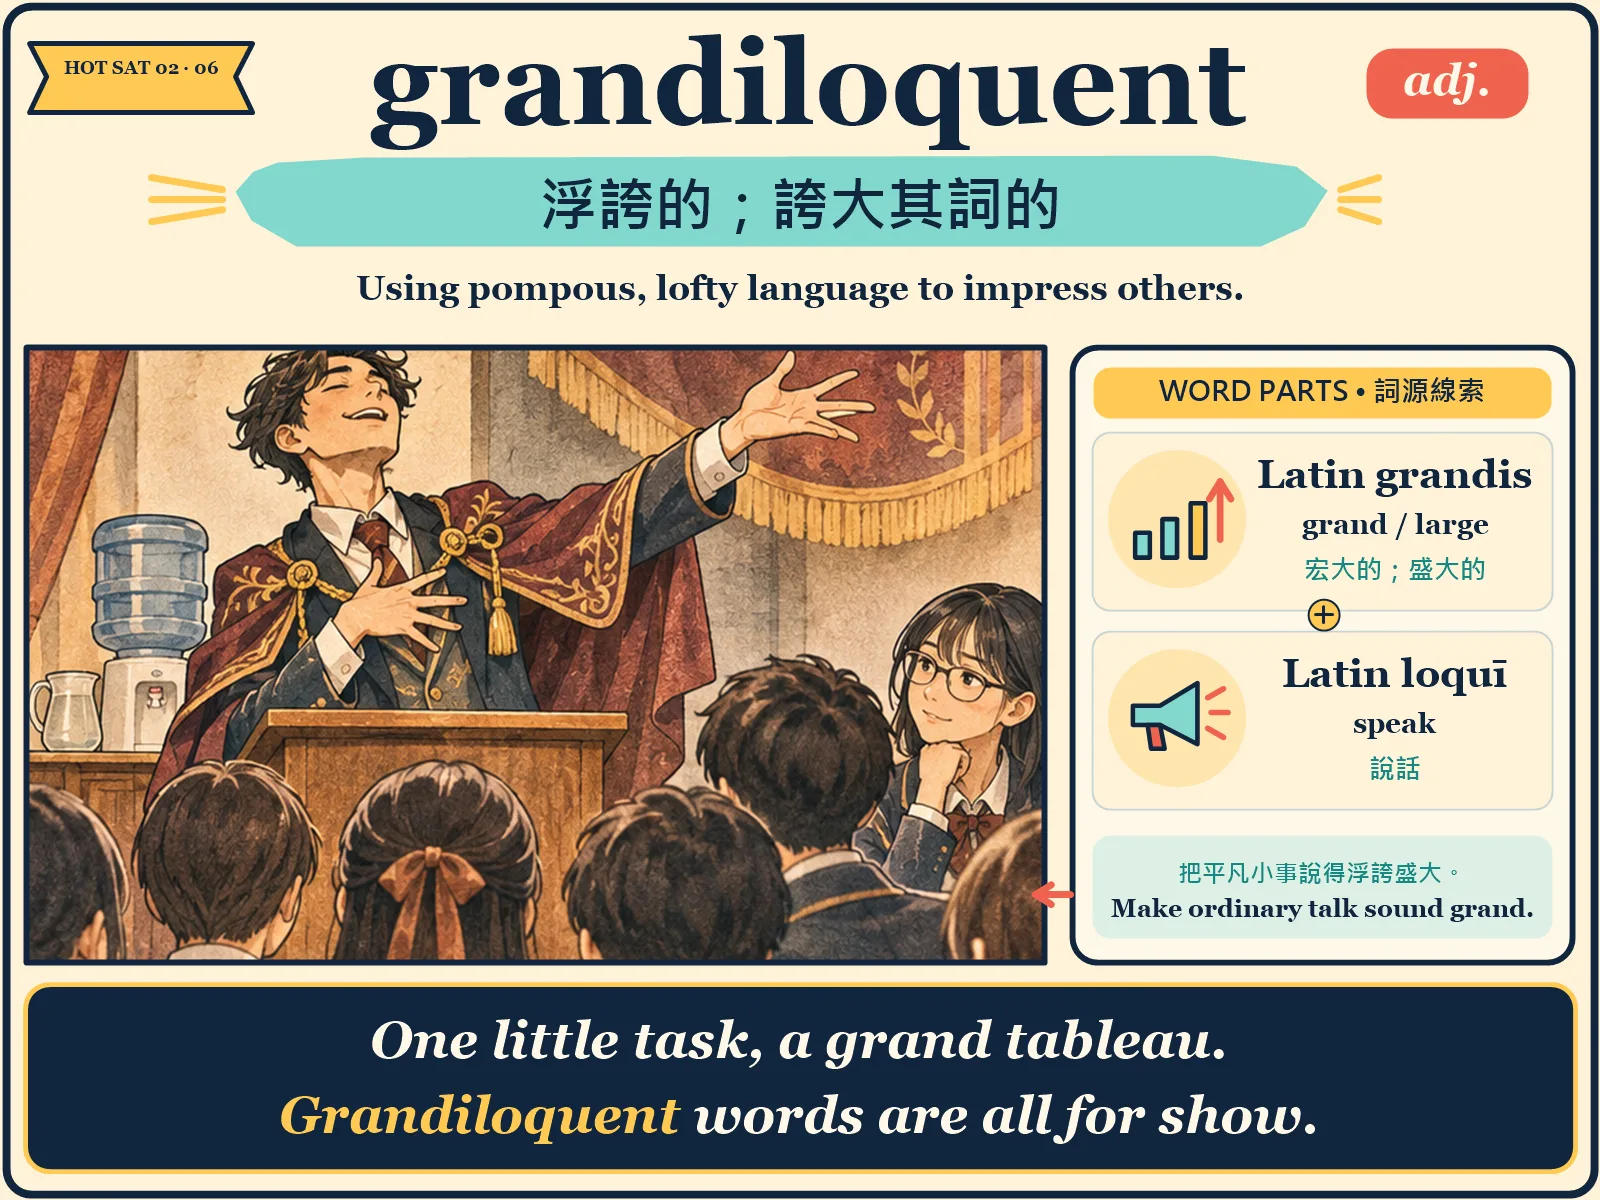 HOT SAT 02 · 06
grandiloquent
adj.
浮誇的；誇大其詞的
Using pompous, lofty language to impress others.
WORD PARTS • 詞源線索
Latin grandis
grand / large
宏大的；盛大的
Latin loquī
speak
說話
把平凡小事說得浮誇盛大。
Make ordinary talk sound grand.
One little task, a grand tableau.
Grandiloquent words are all for show.